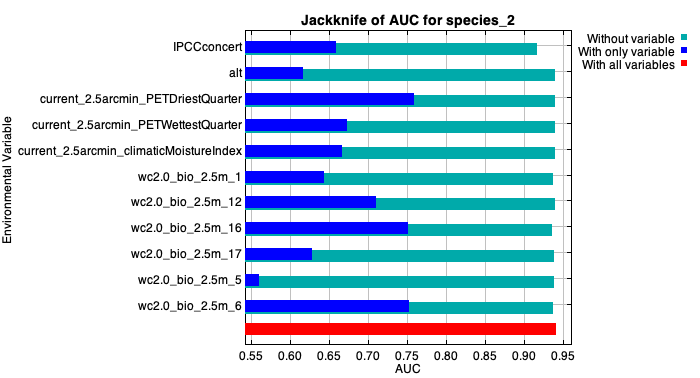 Jackknife of AUC for species_2
Without variable
With only variable
With all variables
Environmental Variable
IPCCconcert
alt
current_2.5arcmin_PETDriestQuarter
current_2.5arcmin_PETWettestQuarter
current_2.5arcmin_climaticMoistureIndex
wc2.0_bio_2.5m_1
wc2.0_bio_2.5m_12
wc2.0_bio_2.5m_16
wc2.0_bio_2.5m_17
wc2.0_bio_2.5m_5
wc2.0_bio_2.5m_6
0.55 0.60 0.65 0.70 0.75 0.80 0.85 0.90 0.95
AUC